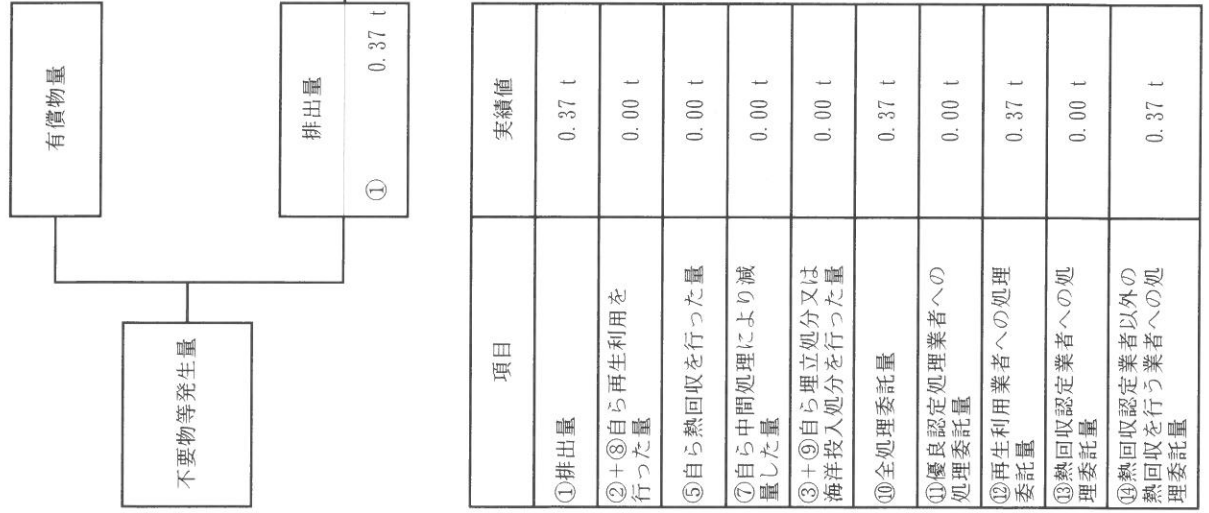 不要物等発生量
有償物量
排出量
① 0.37 t
項目 実績値
①排出量 0.37 t
②+⑧自ら再生利用を
行った量 0.00 t
⑤自ら熱回収を行った量 0.00 t
⑦自ら中間処理により減
量した量 0.00 t
③+⑨自ら埋立処分又は
海洋投入処分を行った量 0.00 t
⑩全処理委託量 0.37 t
⑪優良認定処理業者への
処理委託量 0.00 t
⑫再生利用業者への処理
委託量 0.37 t
⑬熱回収認定業者への処
理委託量 0.00 t
⑭熱回収認定業者以外の
熱回収を行う業者への処
理委託量 0.37 t